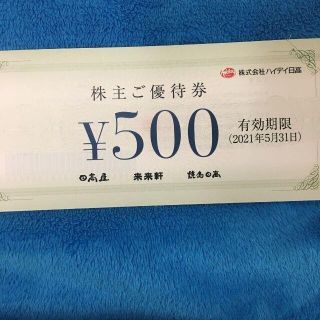 株式会社ハイデイ日高
株主ご優待券
¥500
有効期限
(2021年5月31日)
日高屋 来来軒 焼鳥日高